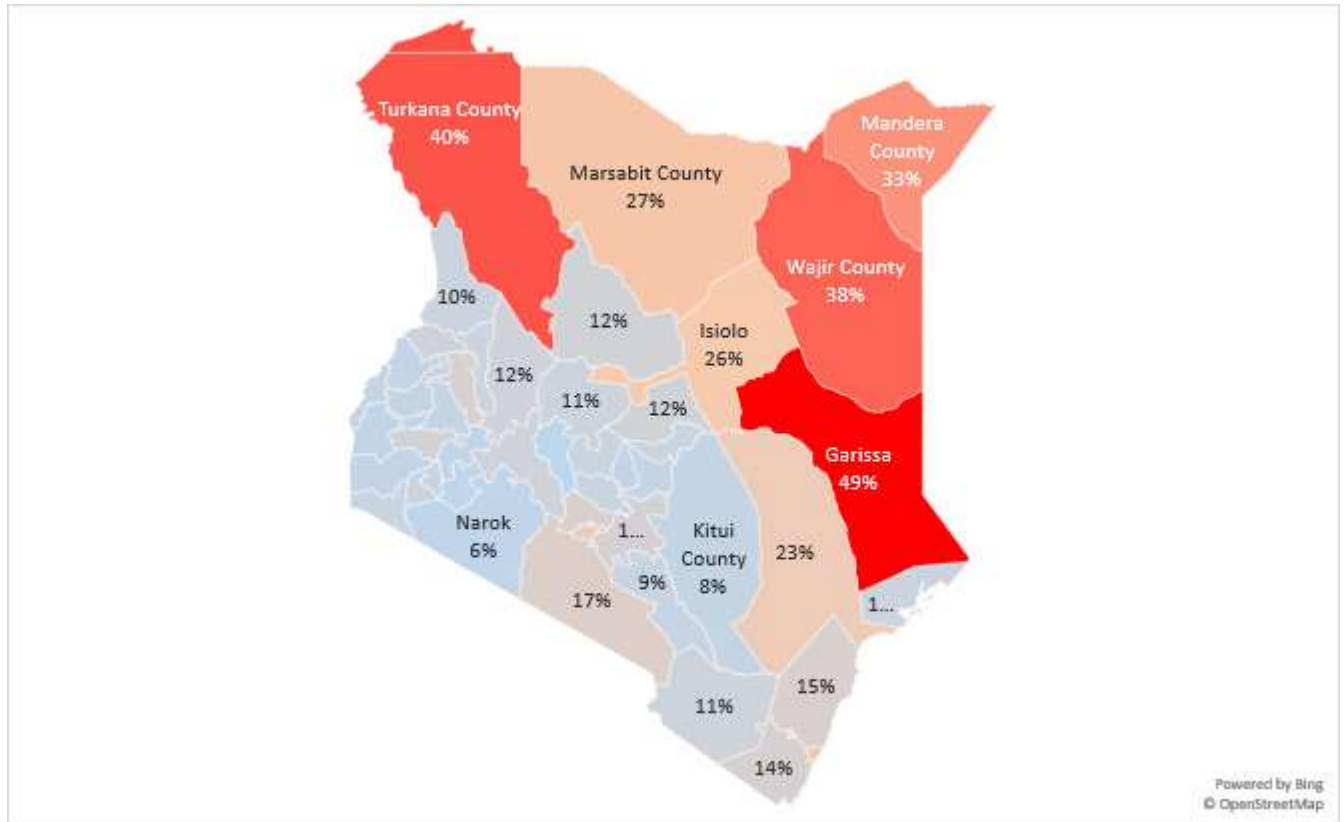 Turkana County
40%
Marsabit County
27%
Mandera
County
33%
Wajir County
38%
10%
12%
Isiolo
26%
12%
11%
12%
Garissa
49%
Narok
6%
1...
Kitui
County
8%
23%
9%
17%
1...
15%
11%
14%
Powered by Bing
© OpenStreetMap